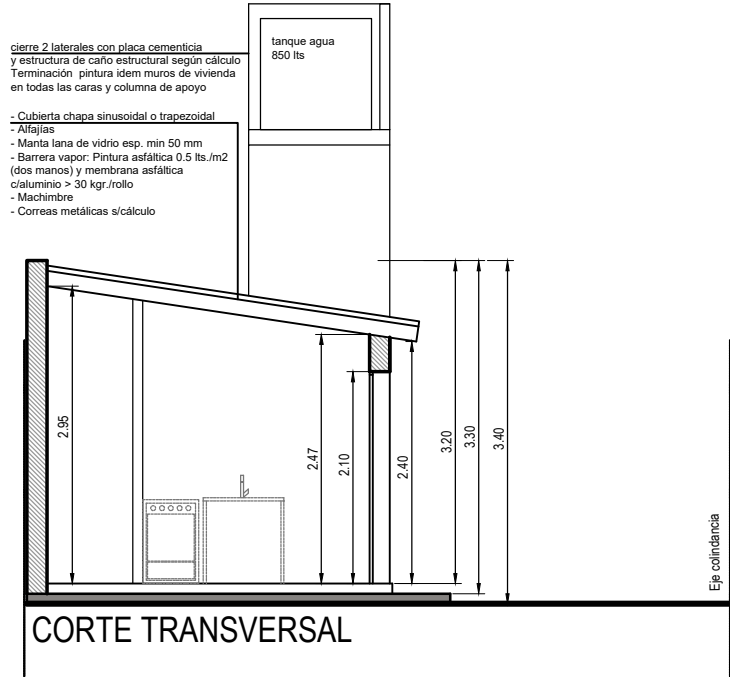 cierre 2 laterales con placa cementicia
y estructura de caño estructural según cálculo
Terminación pintura idem muros de vivienda
en todas las caras y columna de apoyo
tanque agua
850 lts
- Cubierta chapa sinusoidal o trapezoidal
- Alfajías
- Manta lana de vidrio esp. min 50 mm
- Barrera vapor: Pintura asfáltica 0.5 lts./m2
(dos manos) y membrana asfáltica
c/aluminio > 30 kgr./rollo
- Machimbre
- Correas metálicas s/cálculo
2.95
2.47
2.10
2.40
3.20
3.30
3.40
Eje colindancia
CORTE TRANSVERSAL